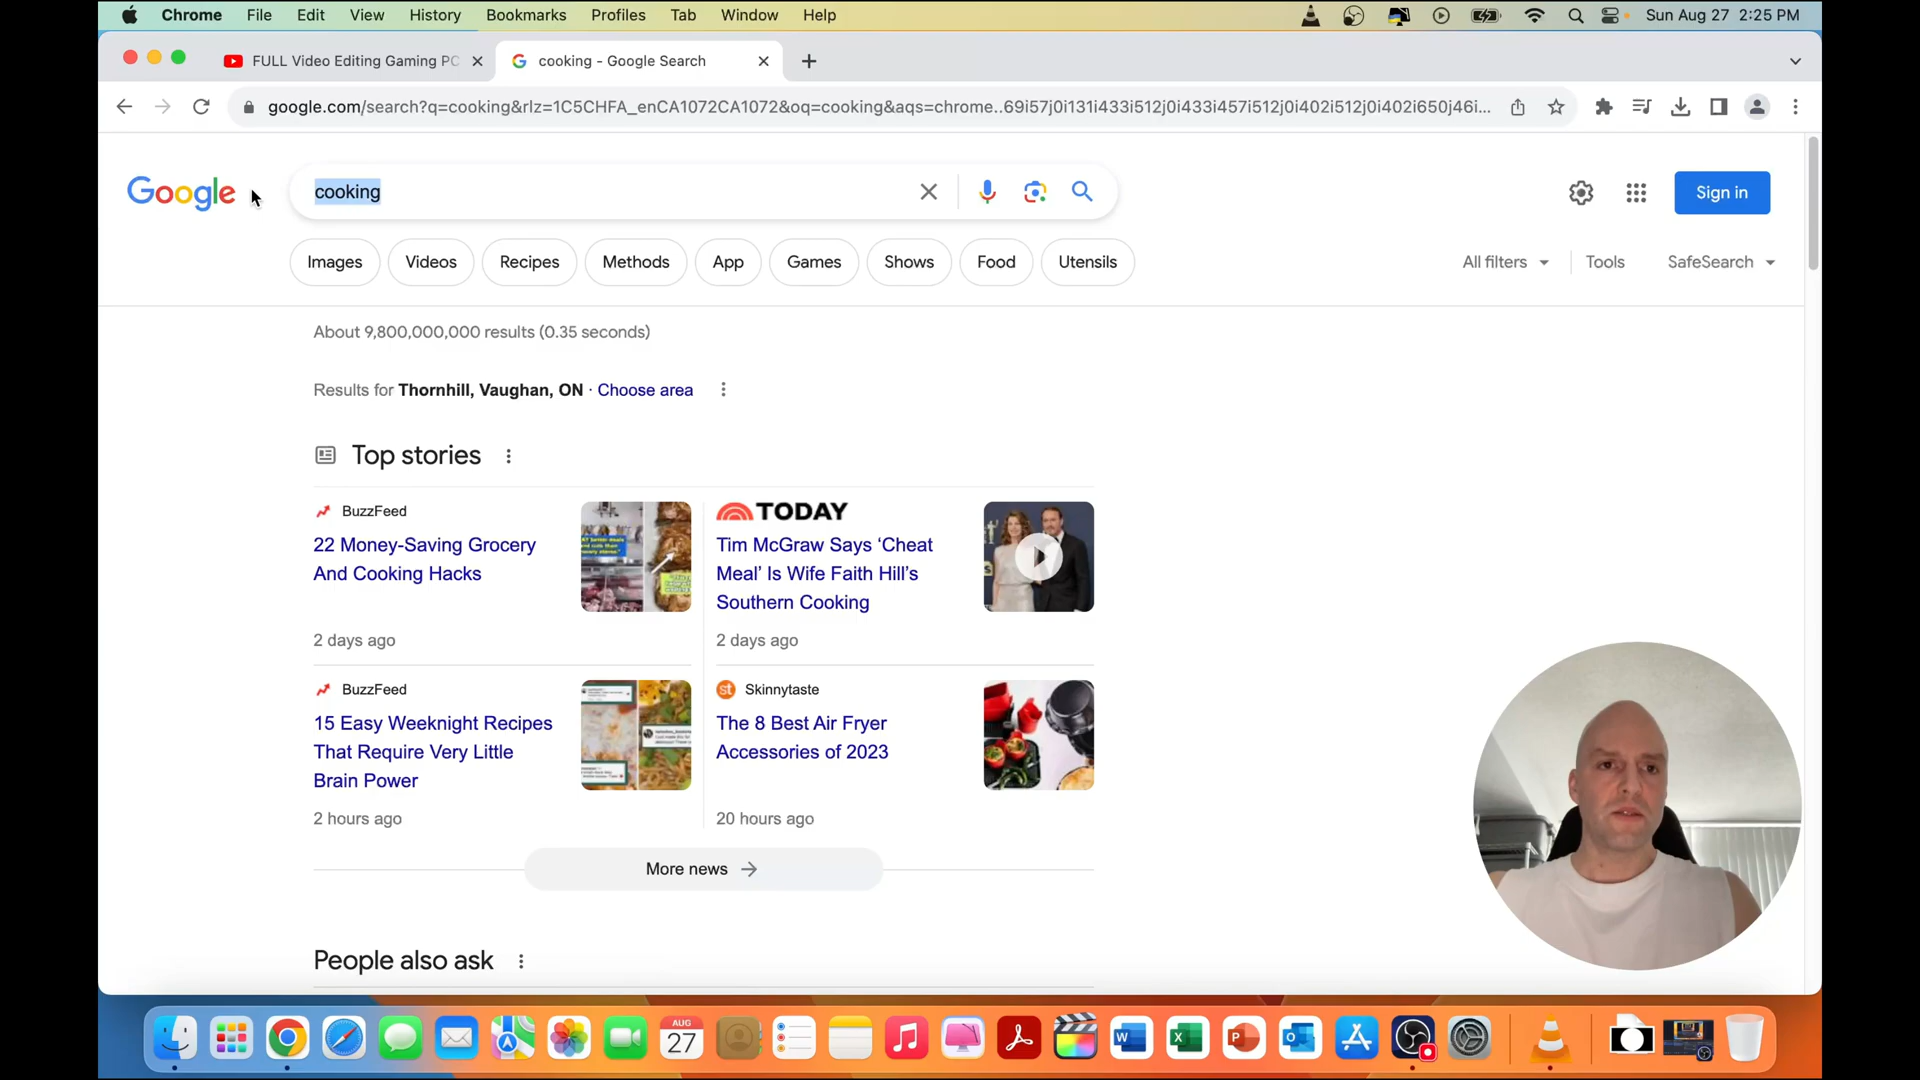 Chrome File Edit View History Bookmarks Profiles Tab Window Help Sun Aug 27 2:25 PM
FULL Video Editing Gaming PC cooking - Google Search
google.com/search?q=cooking&rlz=1C5CHFA_enCA1072CA1072&oq=cooking&aqs=chrome..69i57j0i131i433i512j0i433i457i512j0i402i512j0i402i650j46i...
Google cooking Sign in
Images Videos Recipes Methods App Games Shows Food Utensils All filters Tools SafeSearch
About 9,800,000,000 results (0.35 seconds)
Results for Thornhill, Vaughan, ON · Choose area
Top stories
BuzzFeed
22 Money-Saving Grocery
And Cooking Hacks
2 days ago
TODAY
Tim McGraw Says ‘Cheat
Meal’ Is Wife Faith Hill’s
Southern Cooking
2 days ago
BuzzFeed
15 Easy Weeknight Recipes
That Require Very Little
Brain Power
2 hours ago
st Skinnytaste
The 8 Best Air Fryer
Accessories of 2023
20 hours ago
More news
People also ask
AUG
27
W X P O